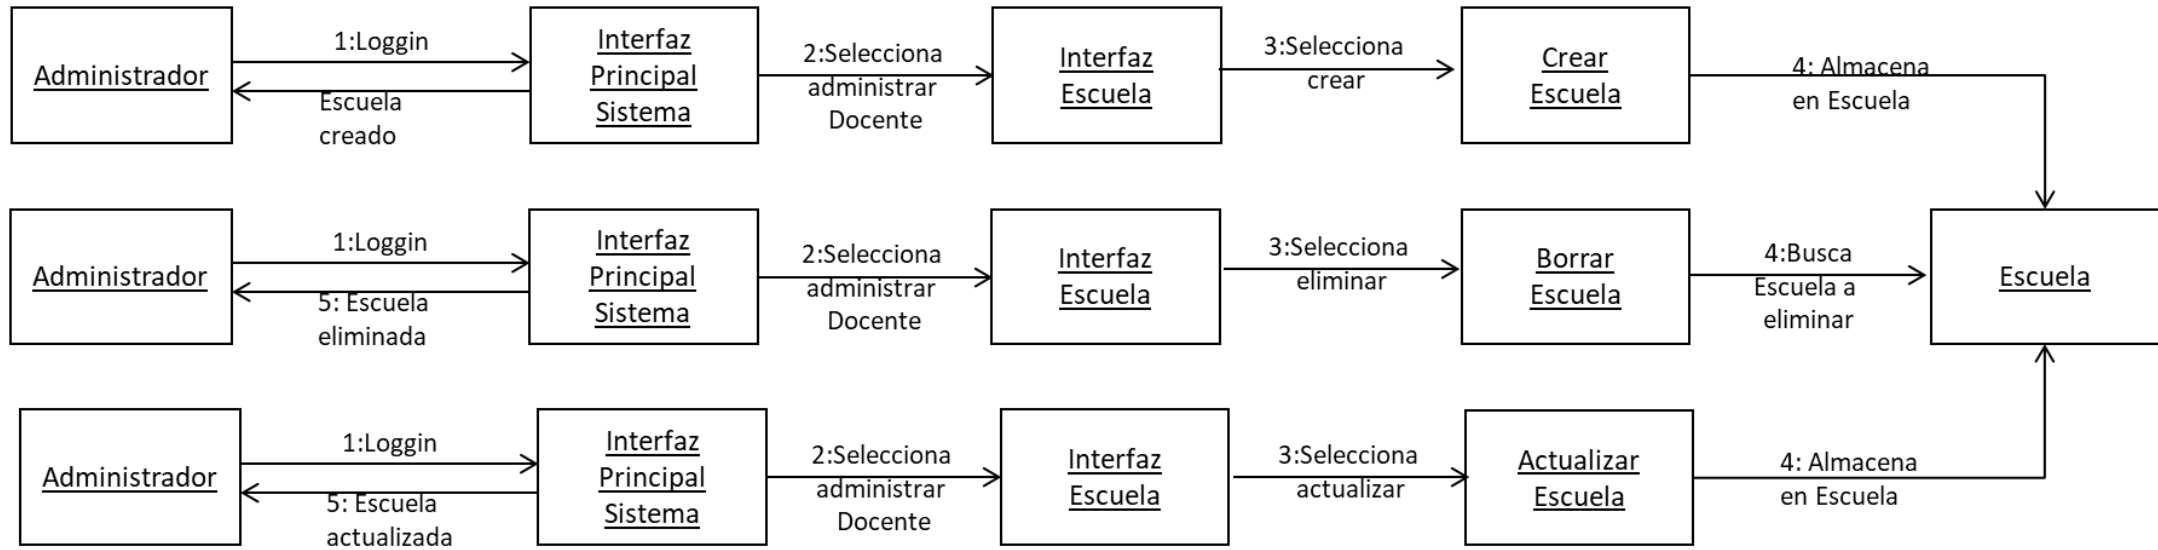 Administrador
1:Loggin
Escuela
creado
Interfaz
Principal
Sistema
2:Selecciona
administrar
Docente
Interfaz
Escuela
3:Selecciona
crear
Crear
Escuela
4: Almacena
en Escuela
Administrador
1:Loggin
5: Escuela
eliminada
Interfaz
Principal
Sistema
2:Selecciona
administrar
Docente
Interfaz
Escuela
3:Selecciona
eliminar
Borrar
Escuela
4:Busca
Escuela a
eliminar
Escuela
Administrador
1:Loggin
5: Escuela
actualizada
Interfaz
Principal
Sistema
2:Selecciona
administrar
Docente
Interfaz
Escuela
3:Selecciona
actualizar
Actualizar
Escuela
4: Almacena
en Escuela